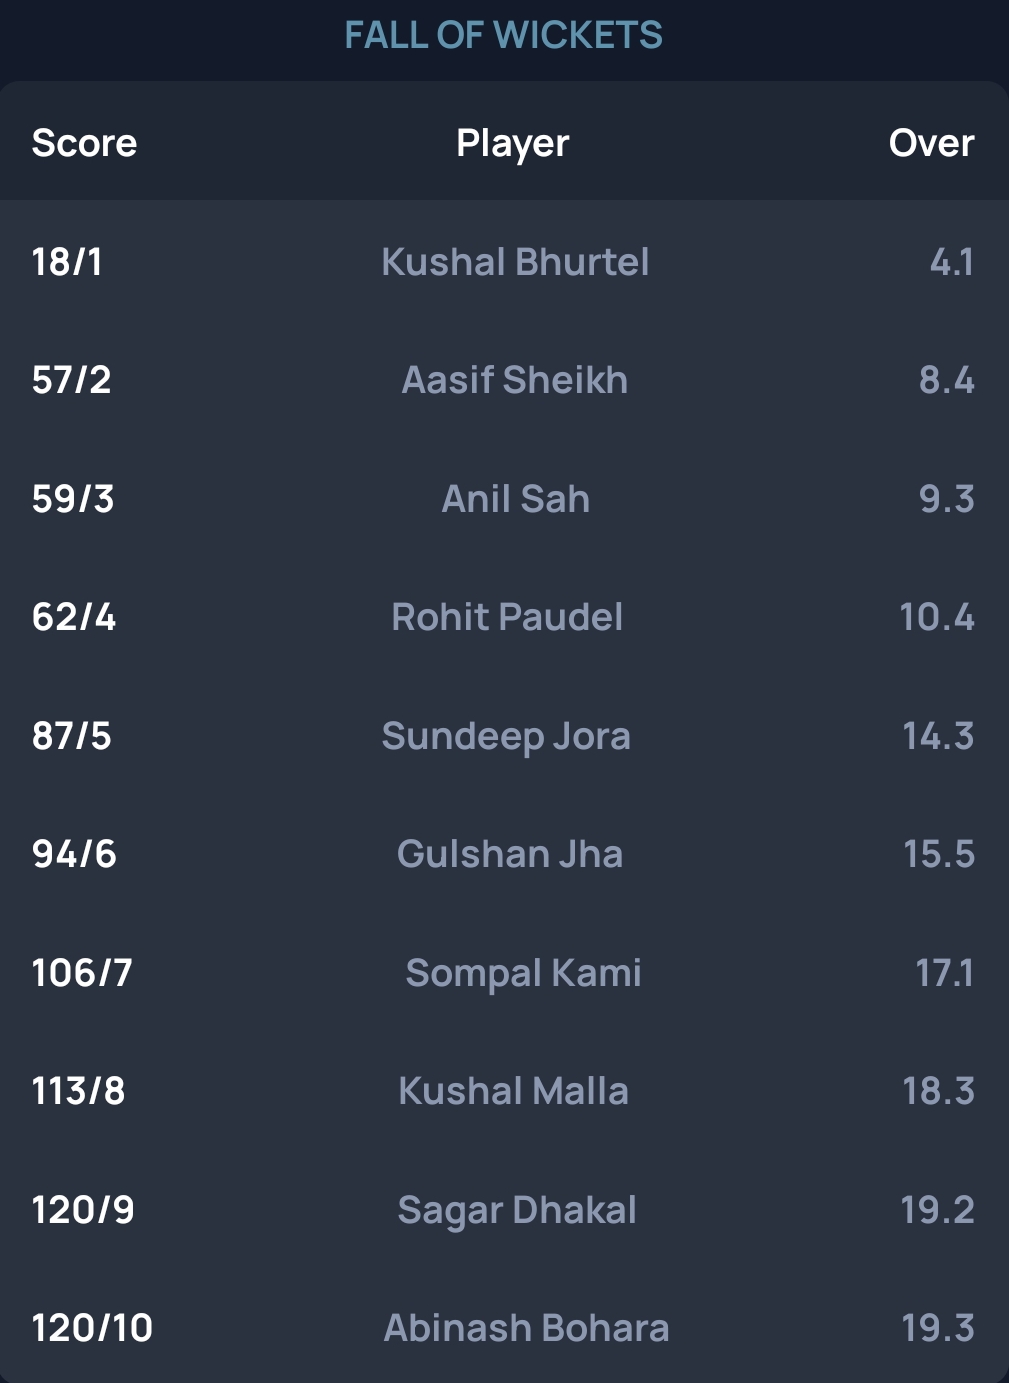 FALL OF WICKETS
Score Player Over
18/1 Kushal Bhurtel 4.1
57/2 Aasif Sheikh 8.4
59/3 Anil Sah 9.3
62/4 Rohit Paudel 10.4
87/5 Sundeep Jora 14.3
94/6 Gulshan Jha 15.5
106/7 Sompal Kami 17.1
113/8 Kushal Malla 18.3
120/9 Sagar Dhakal 19.2
120/10 Abinash Bohara 19.3